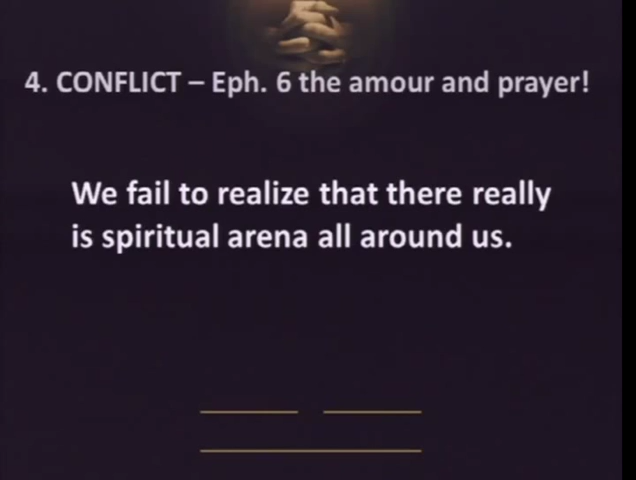 4. CONFLICT – Eph. 6 the amour and prayer!
We fail to realize that there really
is spiritual arena all around us.